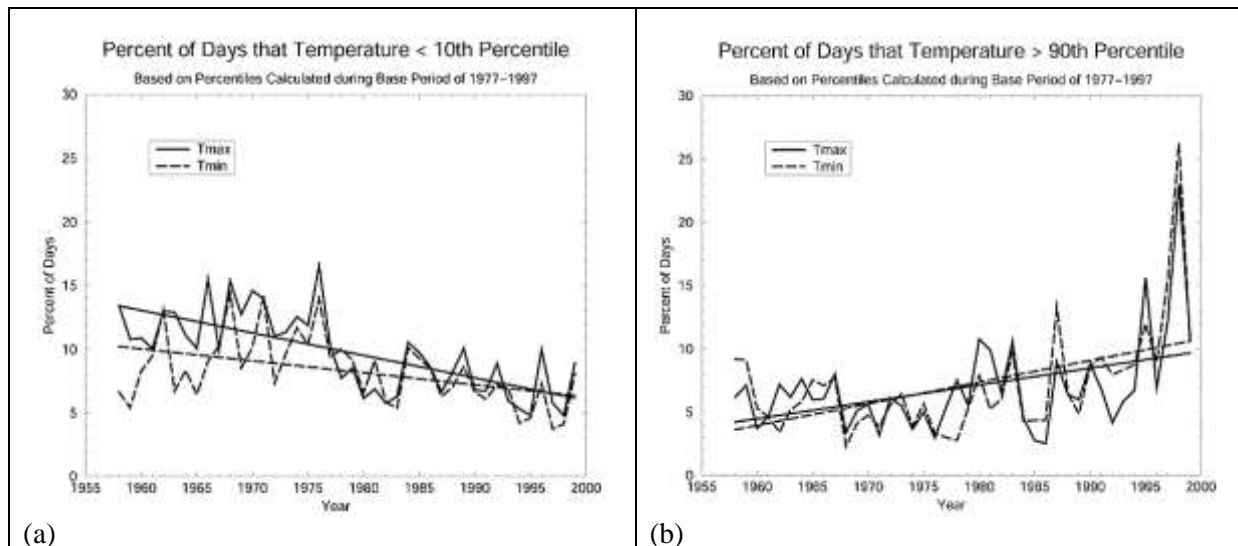 Percent of Days that Temperature < 10th Percentile
Based on Percentiles Calculated during Base Period of 1977–1997
30
25
20
15
10
5
0
Percent of Days
Tmax
Tmin
1955 1960 1965 1970 1975 1980 1985 1990 1995 2000
Year
(a)
Percent of Days that Temperature > 90th Percentile
Based on Percentiles Calculated during Base Period of 1977–1997
30
25
20
15
10
5
0
Percent of Days
Tmax
Tmin
1955 1960 1965 1970 1975 1980 1985 1990 1995 2000
Year
(b)